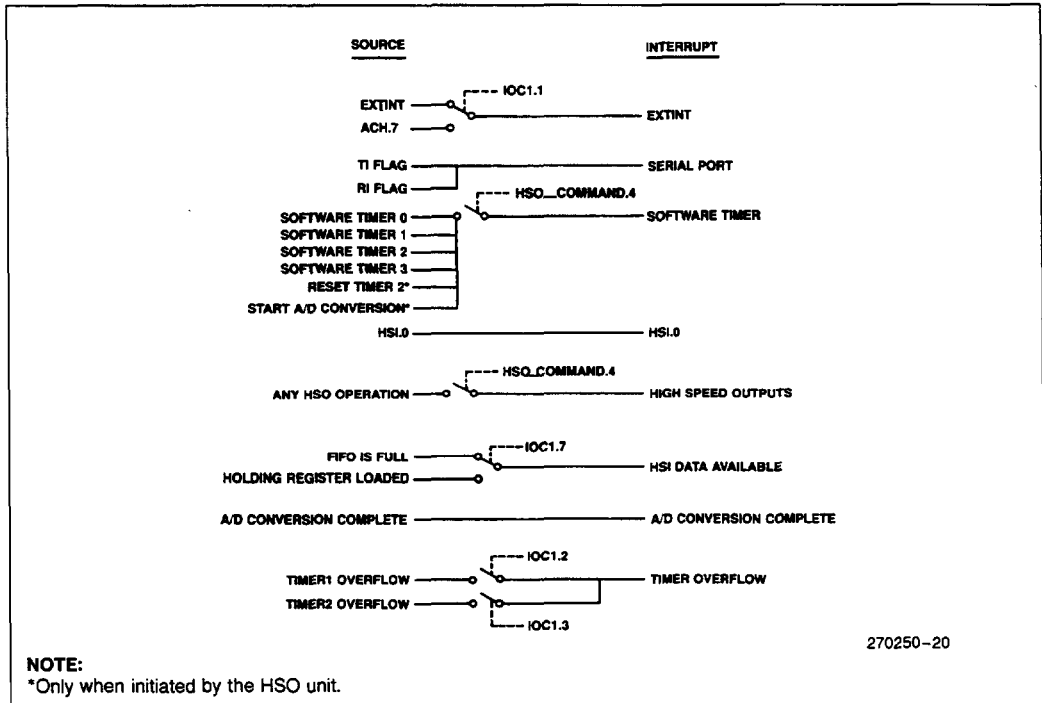 SOURCE INTERRUPT
IOC1.1
EXTINT EXTINT
ACH.7
TI FLAG SERIAL PORT
RI FLAG
HSO_COMMAND.4
SOFTWARE TIMER 0 SOFTWARE TIMER
SOFTWARE TIMER 1
SOFTWARE TIMER 2
SOFTWARE TIMER 3
RESET TIMER 2*
START A/D CONVERSION*
HSI.0 HSI.0
HSO_COMMAND.4
ANY HSO OPERATION HIGH SPEED OUTPUTS
IOC1.7
FIFO IS FULL
HSI DATA AVAILABLE
HOLDING REGISTER LOADED
A/D CONVERSION COMPLETE A/D CONVERSION COMPLETE
IOC1.2
TIMER1 OVERFLOW TIMER OVERFLOW
TIMER2 OVERFLOW
IOC1.3
270250-20
NOTE:
*Only when initiated by the HSO unit.